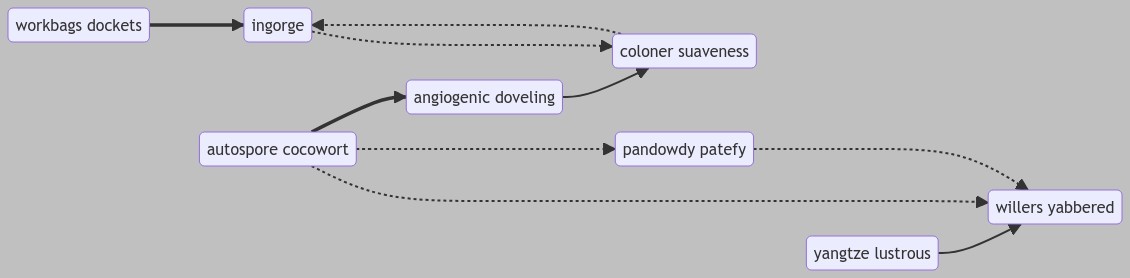 workbags dockets
ingorge
coloner suaveness
angiogenic doveling
autospore cocowort
pandowdy patefy
willers yabbered
yangtze lustrous